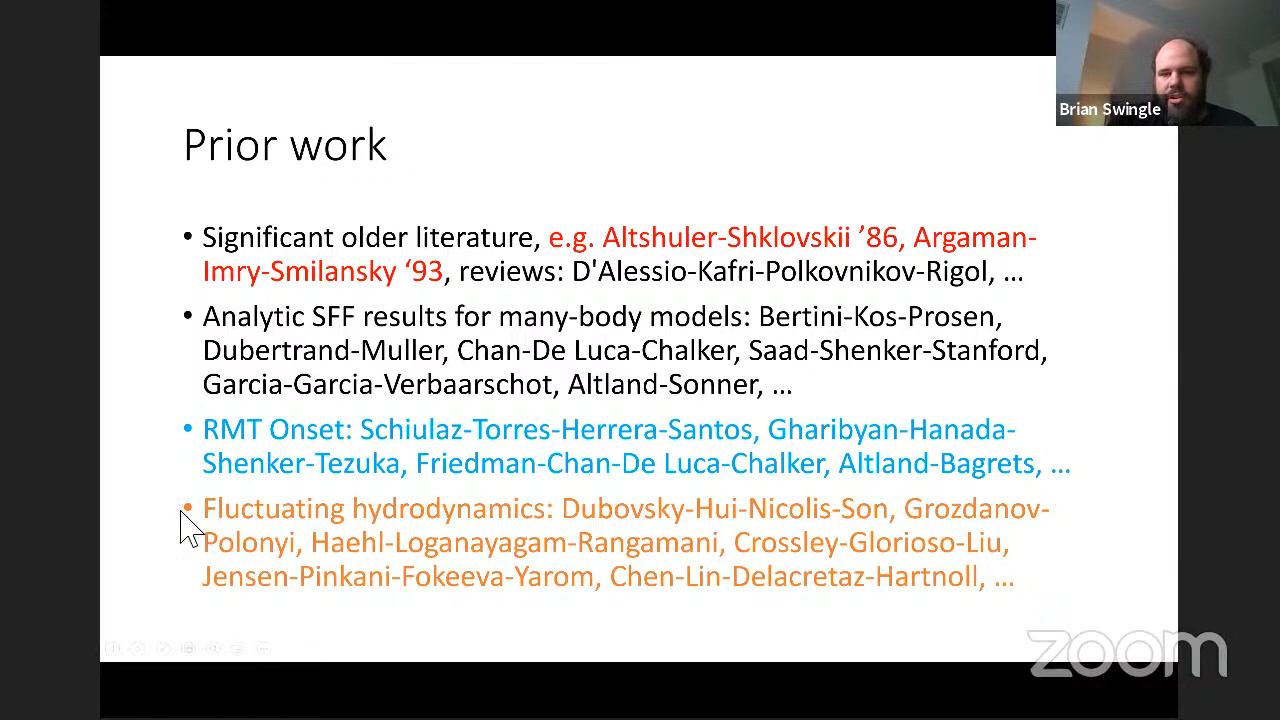 Brian Swingle
Prior work
• Significant older literature, e.g. Altshuler-Shklovskii ’86, Argaman-
Imry-Smilansky ‘93, reviews: D'Alessio-Kafri-Polkovnikov-Rigol, …
• Analytic SFF results for many-body models: Bertini-Kos-Prosen,
Dubertrand-Muller, Chan-De Luca-Chalker, Saad-Shenker-Stanford,
Garcia-Garcia-Verbaarschot, Altland-Sonner, …
• RMT Onset: Schiulaz-Torres-Herrera-Santos, Gharibyan-Hanada-
Shenker-Tezuka, Friedman-Chan-De Luca-Chalker, Altland-Bagrets, …
• Fluctuating hydrodynamics: Dubovsky-Hui-Nicolis-Son, Grozdanov-
Polonyi, Haehl-Loganayagam-Rangamani, Crossley-Glorioso-Liu,
Jensen-Pinkani-Fokeeva-Yarom, Chen-Lin-Delacretaz-Hartnoll, …
zoom